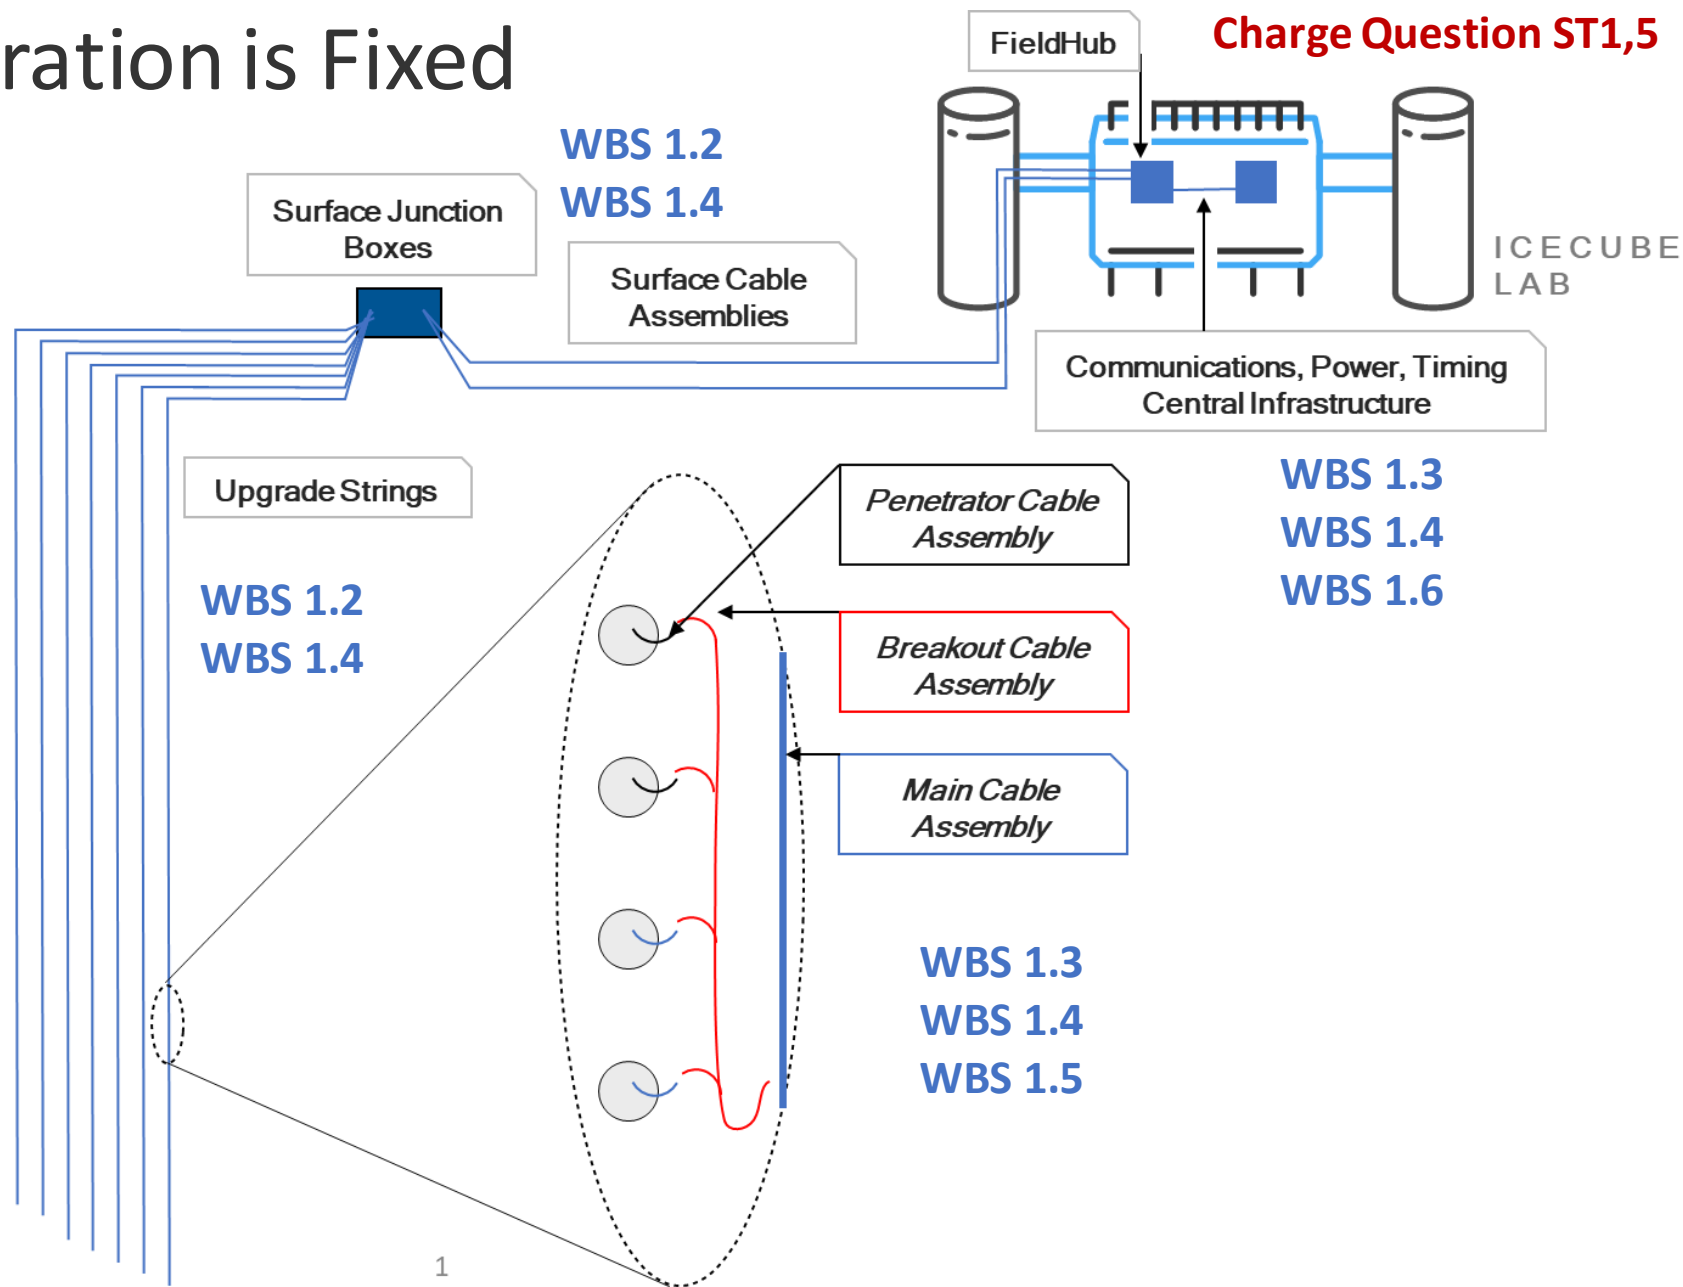 ration is Fixed
Charge Question ST1,5
FieldHub
WBS 1.2
WBS 1.4
Surface Junction
Boxes
Surface Cable
Assemblies
ICECUBE
LAB
Communications, Power, Timing
Central Infrastructure
WBS 1.3
WBS 1.4
WBS 1.6
Upgrade Strings
WBS 1.2
WBS 1.4
Penetrator Cable
Assembly
Breakout Cable
Assembly
Main Cable
Assembly
WBS 1.3
WBS 1.4
WBS 1.5
1